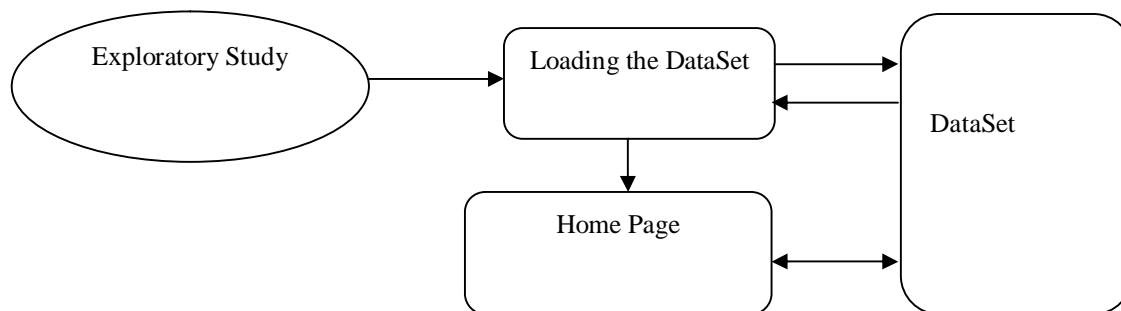 Exploratory Study
Loading the DataSet
DataSet
Home Page